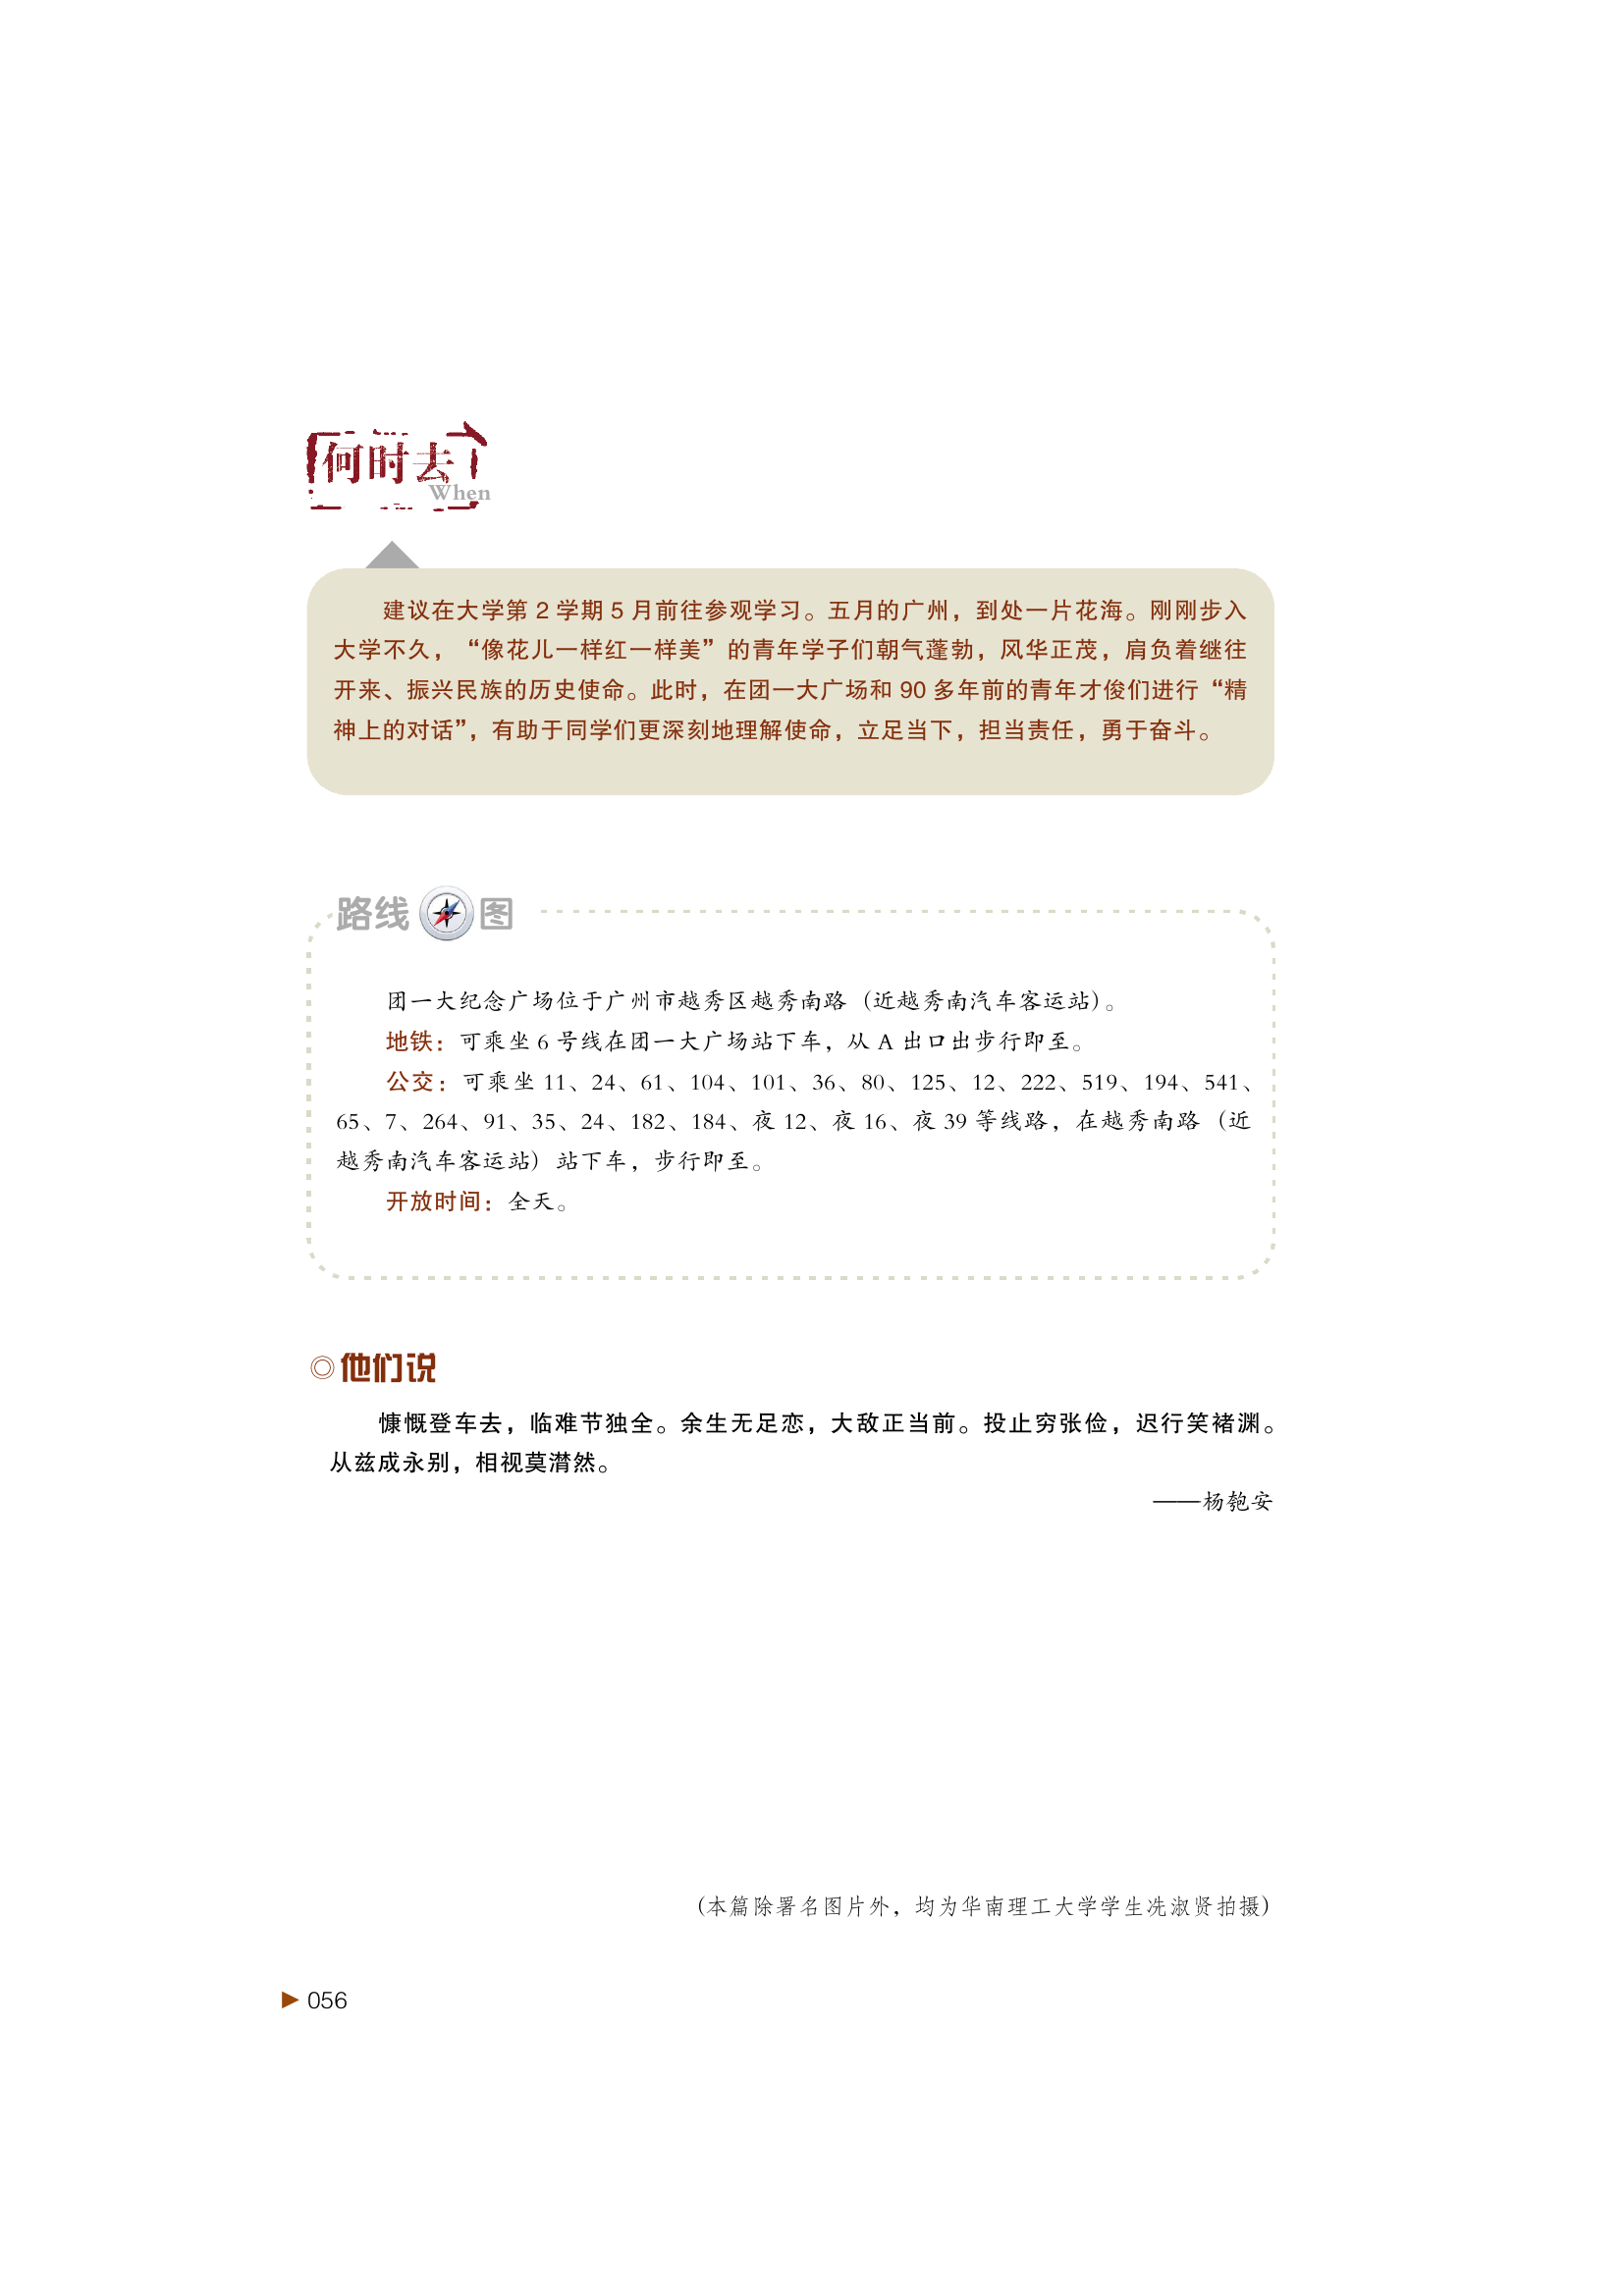 何时去
When
建议在大学第 2 学期 5 月前往参观学习。五月的广州，到处一片花海。刚刚步入
大学不久，“像花儿一样红一样美”的青年学子们朝气蓬勃，风华正茂，肩负着继往
开来、振兴民族的历史使命。此时，在团一大广场和 90 多年前的青年才俊们进行“精
神上的对话”，有助于同学们更深刻地理解使命，立足当下，担当责任，勇于奋斗。
路线图
团一大纪念广场位于广州市越秀区越秀南路（近越秀南汽车客运站）。
地铁：可乘坐 6 号线在团一大广场站下车，从 A 出口出步行即至。
公交：可乘坐 11、24、61、104、101、36、80、125、12、222、519、194、541、
65、7、264、91、35、24、182、184、夜 12、夜 16、夜 39 等线路，在越秀南路（近
越秀南汽车客运站）站下车，步行即至。
开放时间：全天。
◎他们说
慷慨登车去，临难节独全。余生无足恋，大敌正当前。投止穷张俭，迟行笑褚渊。
从兹成永别，相视莫潸然。
——杨匏安
（本篇除署名图片外，均为华南理工大学学生冼淑贤拍摄）
▶ 056